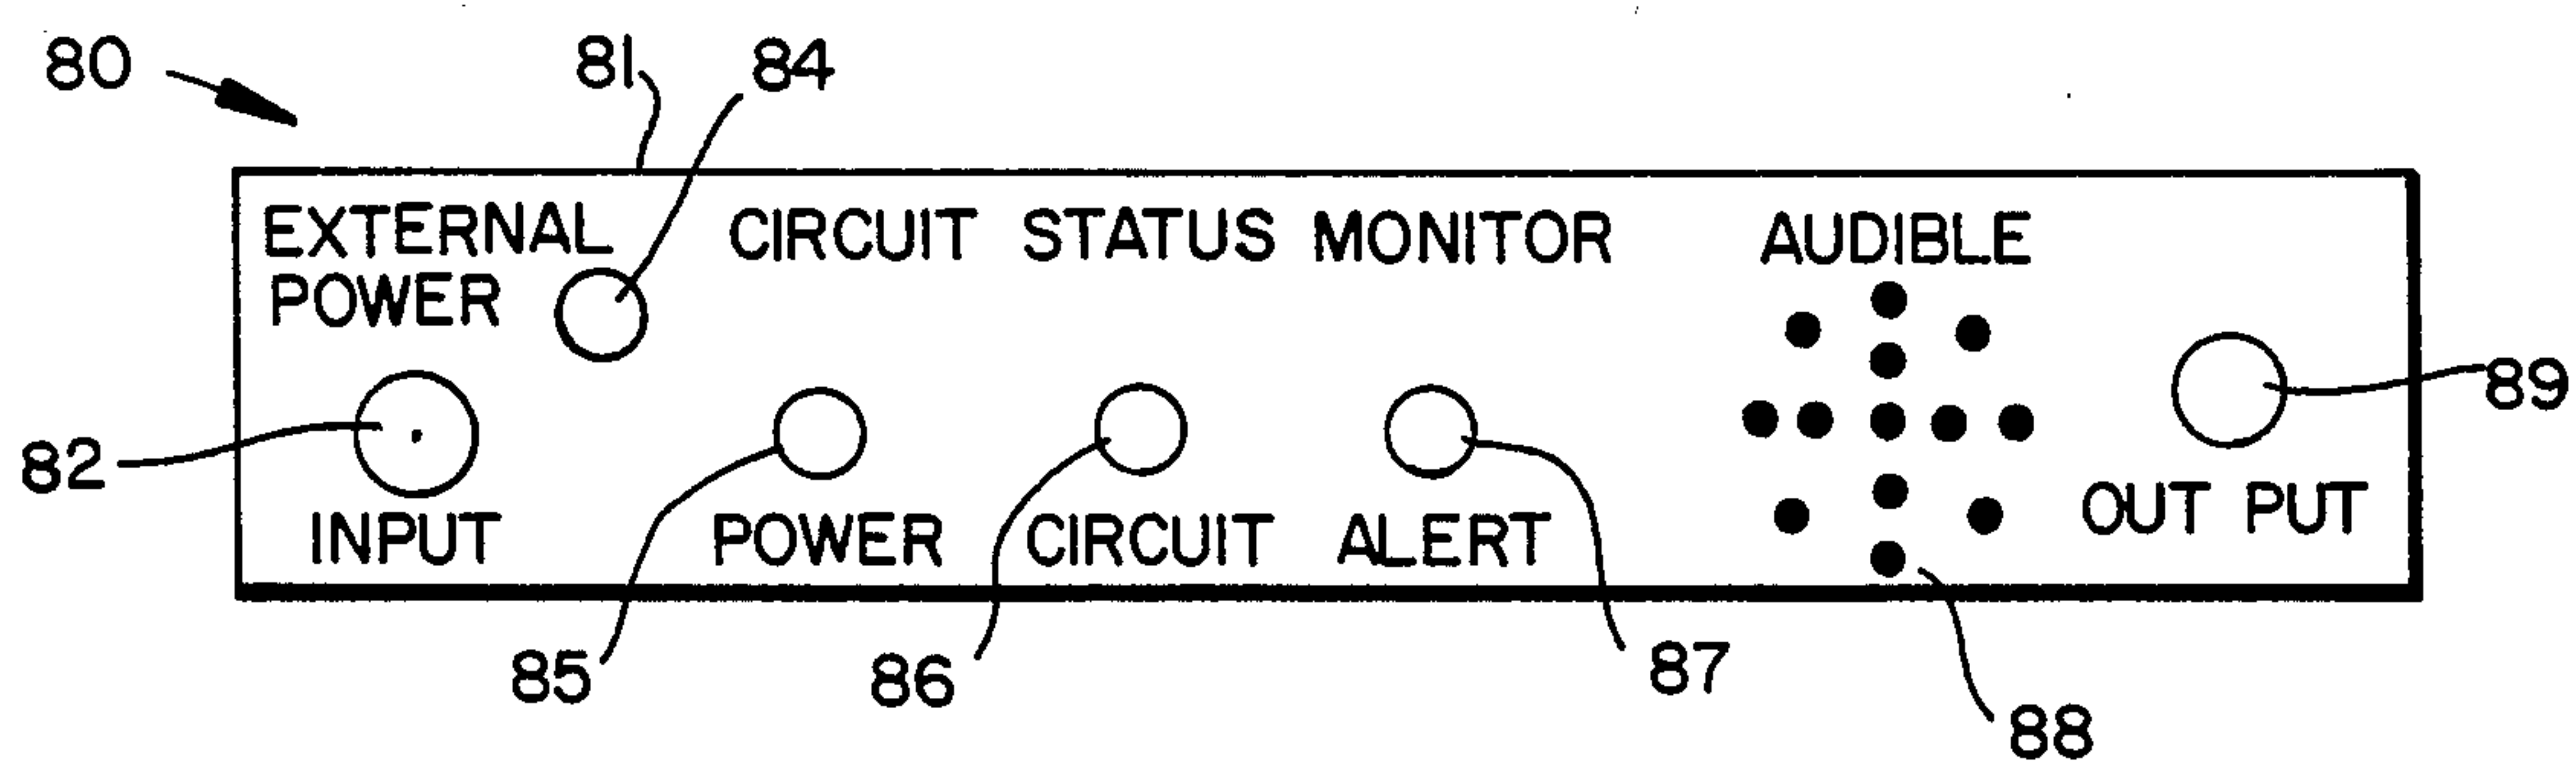 80
81
84
EXTERNAL
POWER
CIRCUIT STATUS MONITOR
AUDIBLE
82
89
INPUT
POWER
CIRCUIT
ALERT
OUT PUT
85
86
87
88